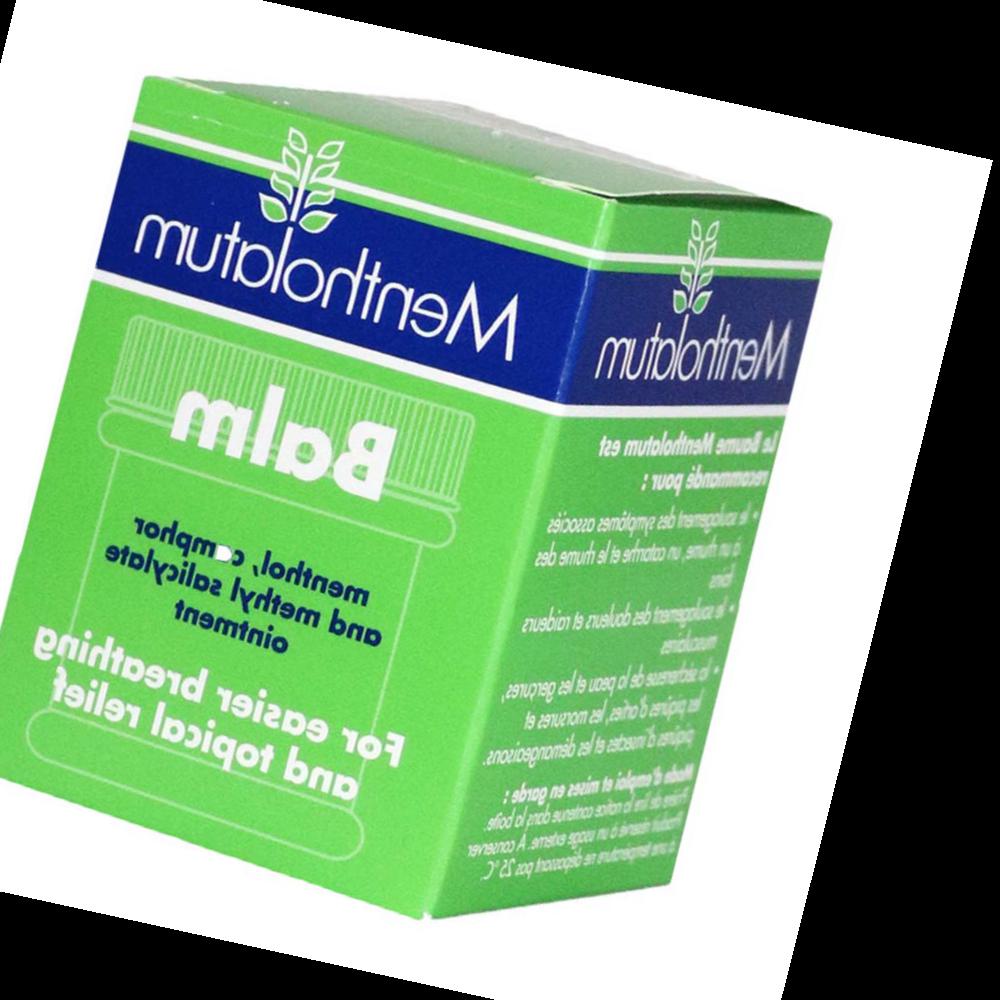 Mentholatum
Balm
menthol, camphor
and methyl salicylate
ointment
For easier breathing
and topical relief
Mentholatum
Le Baume Mentholatum est
recommandé pour :
• le soulagement des symptômes associés
à un rhume, un catarrhe et le rhume des
foins
• le soulagement des douleurs et raideurs
musculaires
• la sécheresse de la peau et les gerçures,
les piqûres d'orties, les morsures et
piqûres d'insectes et les démangeaisons.
Mode d'emploi et mises en garde :
Prière de lire la notice contenue dans la boîte.
Produit réservé à un usage externe. A conserver
à une température ne dépassant pas 25°C.